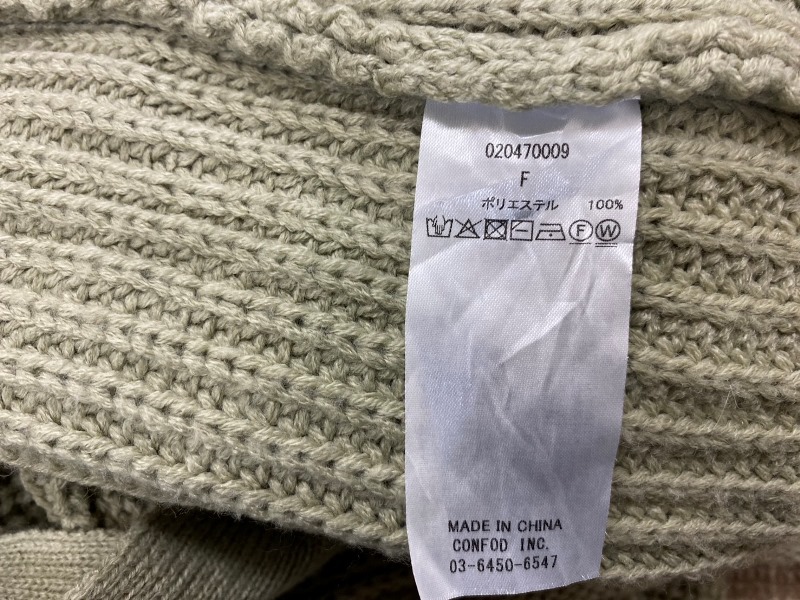 020470009
F
ポリエステル 100%
F W
MADE IN CHINA
CONFOD INC.
03-6450-6547